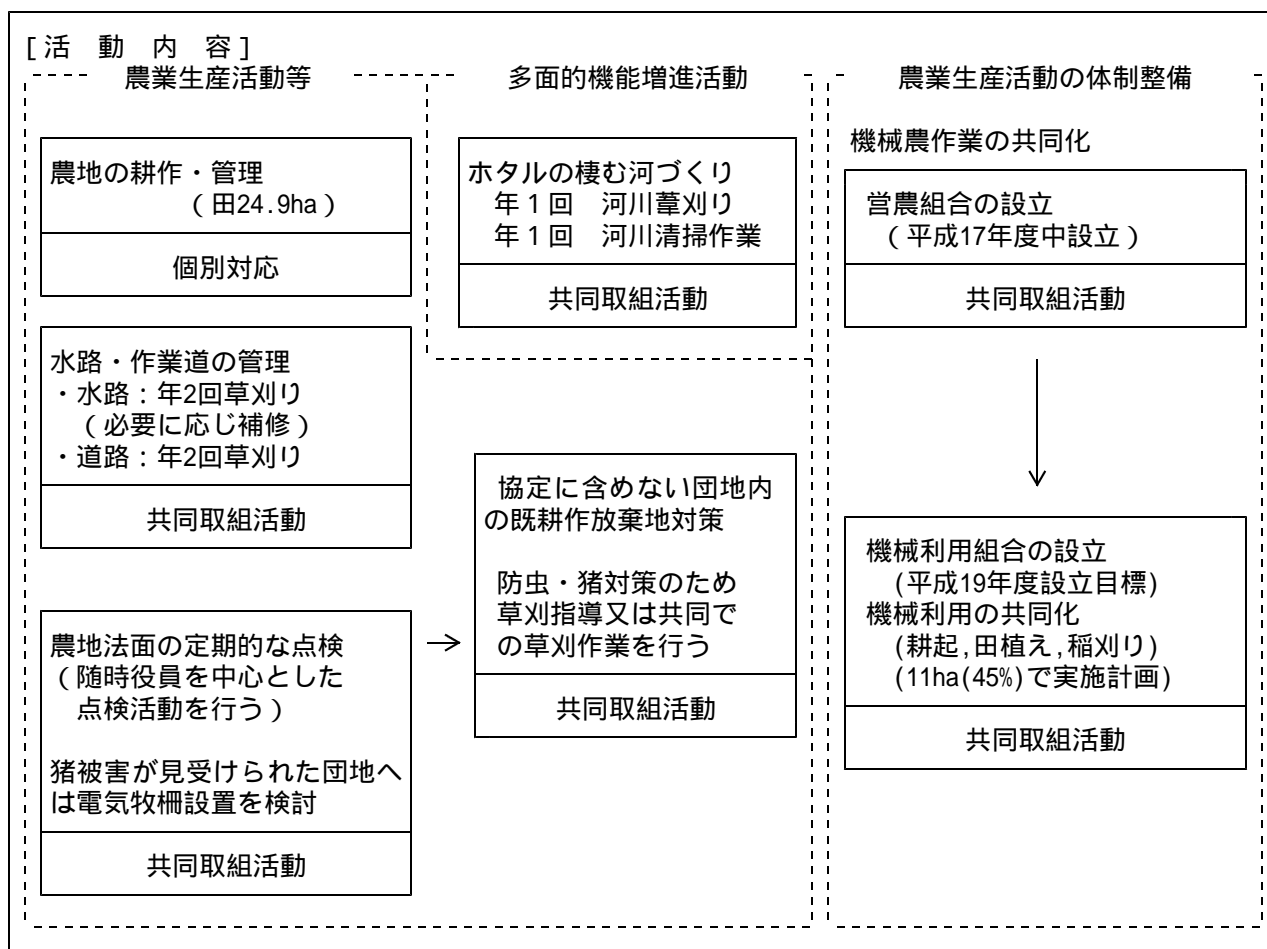 [活　動　内　容]
農業生産活動等
農地の耕作・管理
（田24.9ha）
個別対応
水路・作業道の管理
・水路：年2回草刈り
（必要に応じ補修）
・道路：年2回草刈り
共同取組活動
農地法面の定期的な点検
（随時役員を中心とした
点検活動を行う）
猪被害が見受けられた団地へ
は電気牧柵設置を検討
共同取組活動
→
協定に含めない団地内
の既耕作放棄地対策
防虫・猪対策のため
草刈指導又は共同で
の草刈作業を行う
共同取組活動
多面的機能増進活動
ホタルの棲む河づくり
年１回　河川葦刈り
年１回　河川清掃作業
共同取組活動
農業生産活動の体制整備
機械農作業の共同化
営農組合の設立
（平成17年度中設立）
共同取組活動
機械利用組合の設立
(平成19年度設立目標)
機械利用の共同化
(耕起,田植え,稲刈り)
(11ha(45%)で実施計画)
共同取組活動